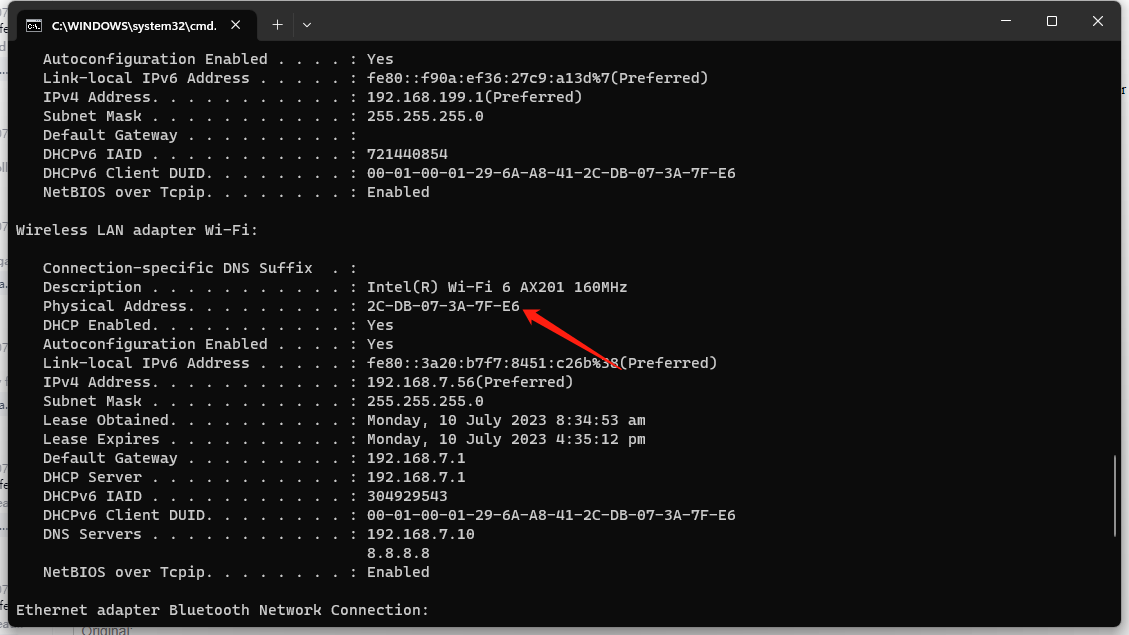 C:\WINDOWS\system32\cmd.
Autoconfiguration Enabled . . . . : Yes
Link-local IPv6 Address . . . . . : fe80::f90a:ef36:27c9:a13d%7(Preferred)
IPv4 Address. . . . . . . . . . . : 192.168.199.1(Preferred)
Subnet Mask . . . . . . . . . . . : 255.255.255.0
Default Gateway . . . . . . . . . :
DHCPv6 IAID . . . . . . . . . . . : 721440854
DHCPv6 Client DUID. . . . . . . . : 00-01-00-01-29-6A-A8-41-2C-DB-07-3A-7F-E6
NetBIOS over Tcpip. . . . . . . . : Enabled
Wireless LAN adapter Wi-Fi:
Connection-specific DNS Suffix . :
Description . . . . . . . . . . . : Intel(R) Wi-Fi 6 AX201 160MHz
Physical Address. . . . . . . . . : 2C-DB-07-3A-7F-E6
DHCP Enabled. . . . . . . . . . . : Yes
Autoconfiguration Enabled . . . . : Yes
Link-local IPv6 Address . . . . . : fe80::3a20:b7f7:8451:c26b%38(Preferred)
IPv4 Address. . . . . . . . . . . : 192.168.7.56(Preferred)
Subnet Mask . . . . . . . . . . . : 255.255.255.0
Lease Obtained. . . . . . . . . . : Monday, 10 July 2023 8:34:53 am
Lease Expires . . . . . . . . . . : Monday, 10 July 2023 4:35:12 pm
Default Gateway . . . . . . . . . : 192.168.7.1
DHCP Server . . . . . . . . . . . : 192.168.7.1
DHCPv6 IAID . . . . . . . . . . . : 304929543
DHCPv6 Client DUID. . . . . . . . : 00-01-00-01-29-6A-A8-41-2C-DB-07-3A-7F-E6
DNS Servers . . . . . . . . . . . : 192.168.7.10
8.8.8.8
NetBIOS over Tcpip. . . . . . . . : Enabled
Ethernet adapter Bluetooth Network Connection: